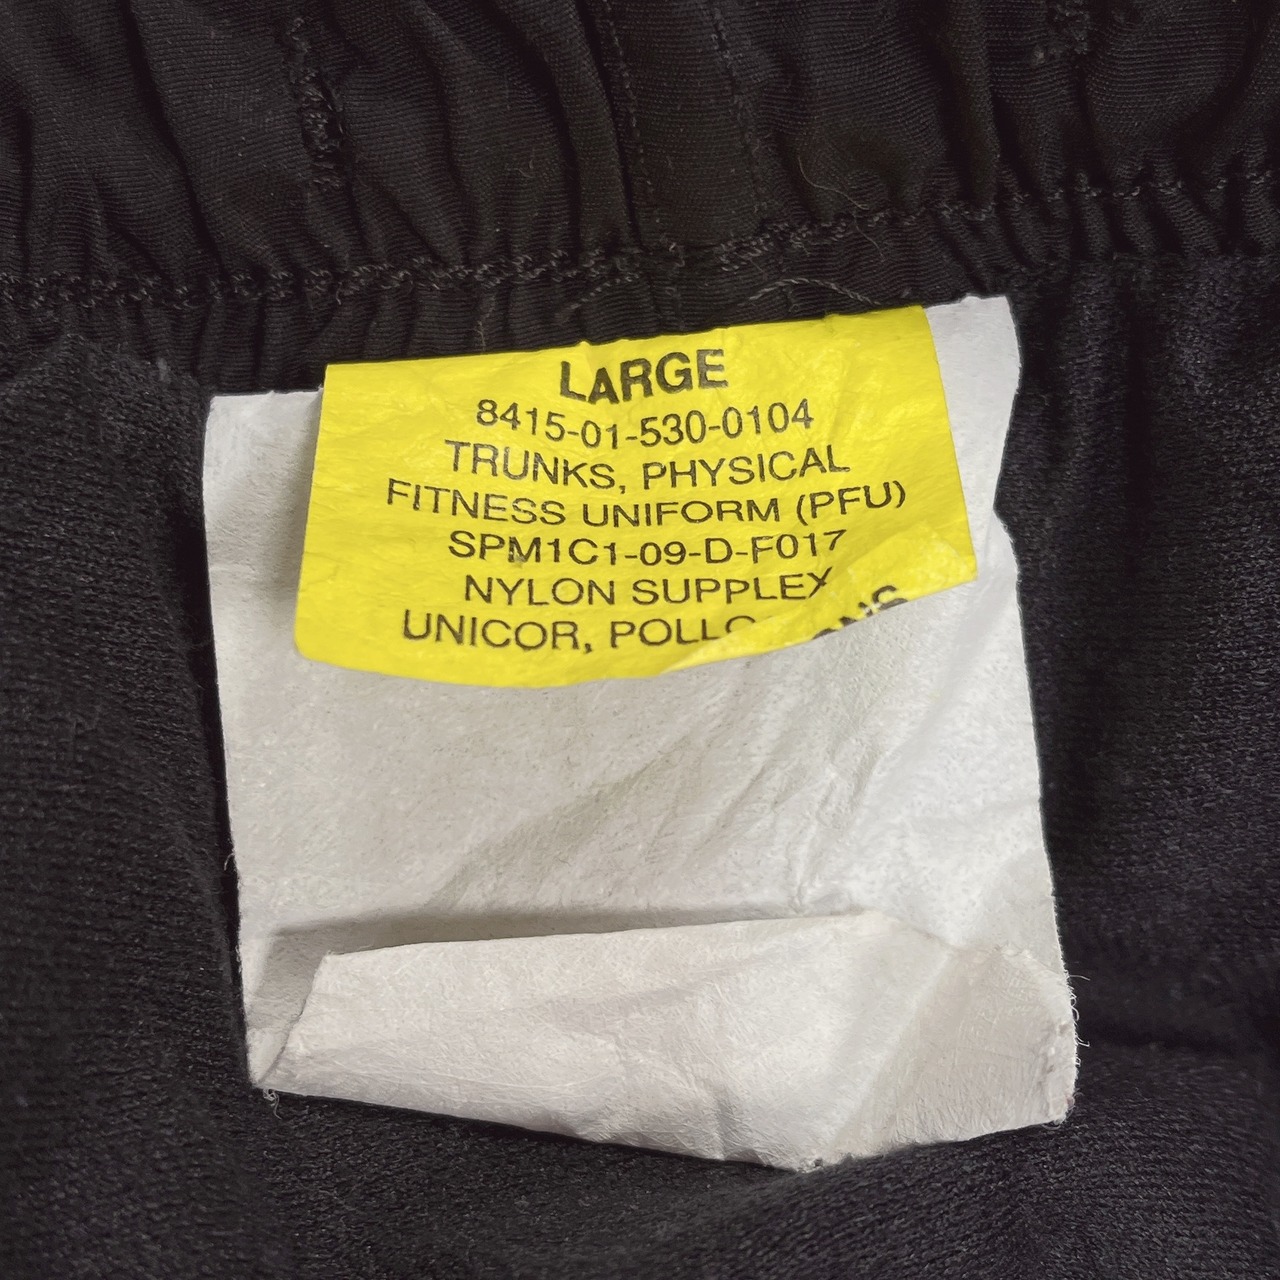 LARGE
8415-01-530-0104
TRUNKS, PHYSICAL
FITNESS UNIFORM (PFU)
SPM1C1-09-D-F017
NYLON SUPPLEX
UNICOR,